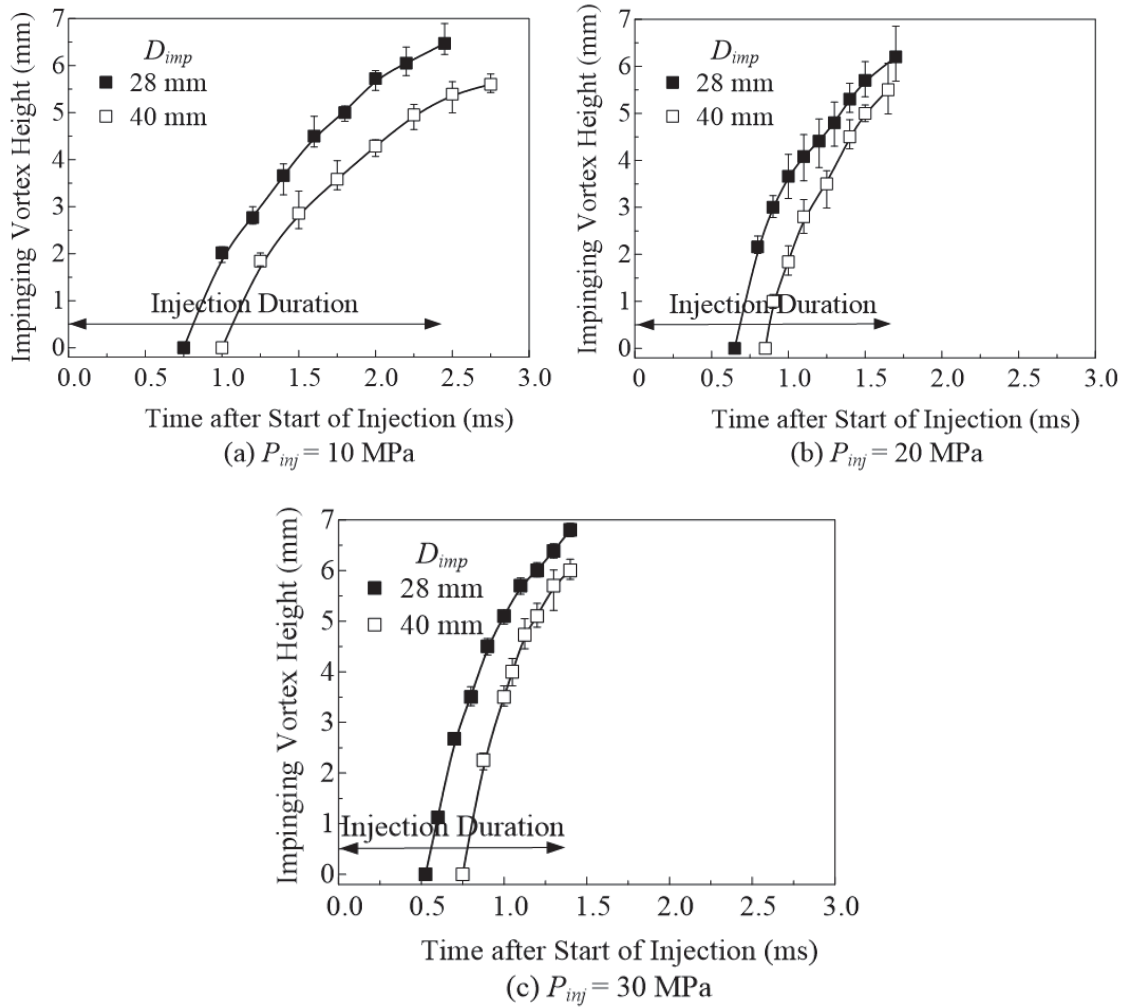 Impinging Vortex Height (mm)
7
6
5
4
3
2
1
0
D_imp
28 mm
40 mm
Injection Duration
0.0 0.5 1.0 1.5 2.0 2.5 3.0
Time after Start of Injection (ms)
(a) P_inj = 10 MPa
Impinging Vortex Height (mm)
7
6
5
4
3
2
1
0
D_imp
28 mm
40 mm
Injection Duration
0.0 0.5 1.0 1.5 2.0 2.5 3.0
Time after Start of Injection (ms)
(b) P_inj = 20 MPa
Impinging Vortex Height (mm)
7
6
5
4
3
2
1
0
D_imp
28 mm
40 mm
Injection Duration
0.0 0.5 1.0 1.5 2.0 2.5 3.0
Time after Start of Injection (ms)
(c) P_inj = 30 MPa